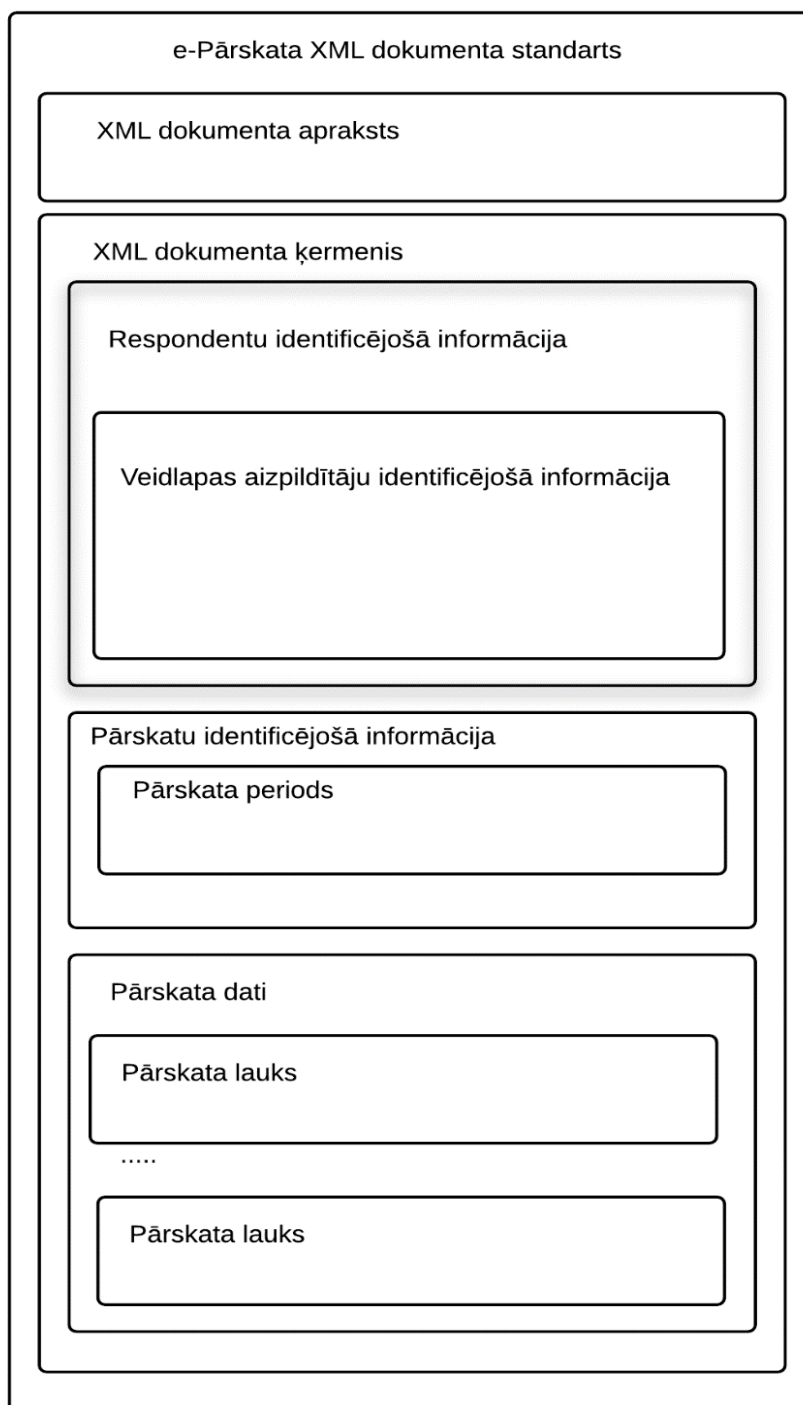 e-Pārskata XML dokumenta standarts
XML dokumenta apraksts
XML dokumenta ķermenis
Respondentu identificējošā informācija
Veidlapas aizpildītāju identificējošā informācija
Pārskatu identificējošā informācija
Pārskata periods
Pārskata dati
Pārskata lauks
.....
Pārskata lauks